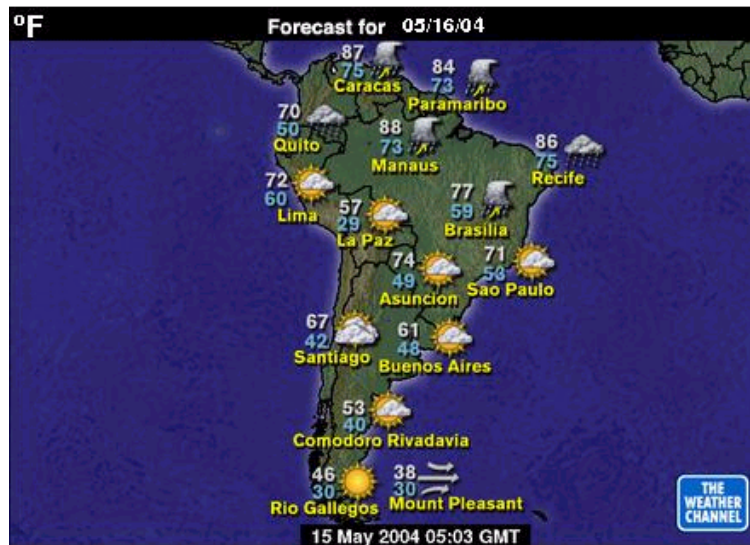 °F
Forecast for 05/16/04
87
75
Caracas
84
73
Paramaribo
70
50
Quito
88
73
Manaus
86
75
Recife
72
60
Lima
57
29
La Paz
77
59
Brasilia
74
49
Asuncion
71
53
Sao Paulo
67
42
Santiago
61
48
Buenos Aires
53
40
Comodoro Rivadavia
46
30
Rio Gallegos
38
30
Mount Pleasant
THE
WEATHER
CHANNEL
15 May 2004 05:03 GMT